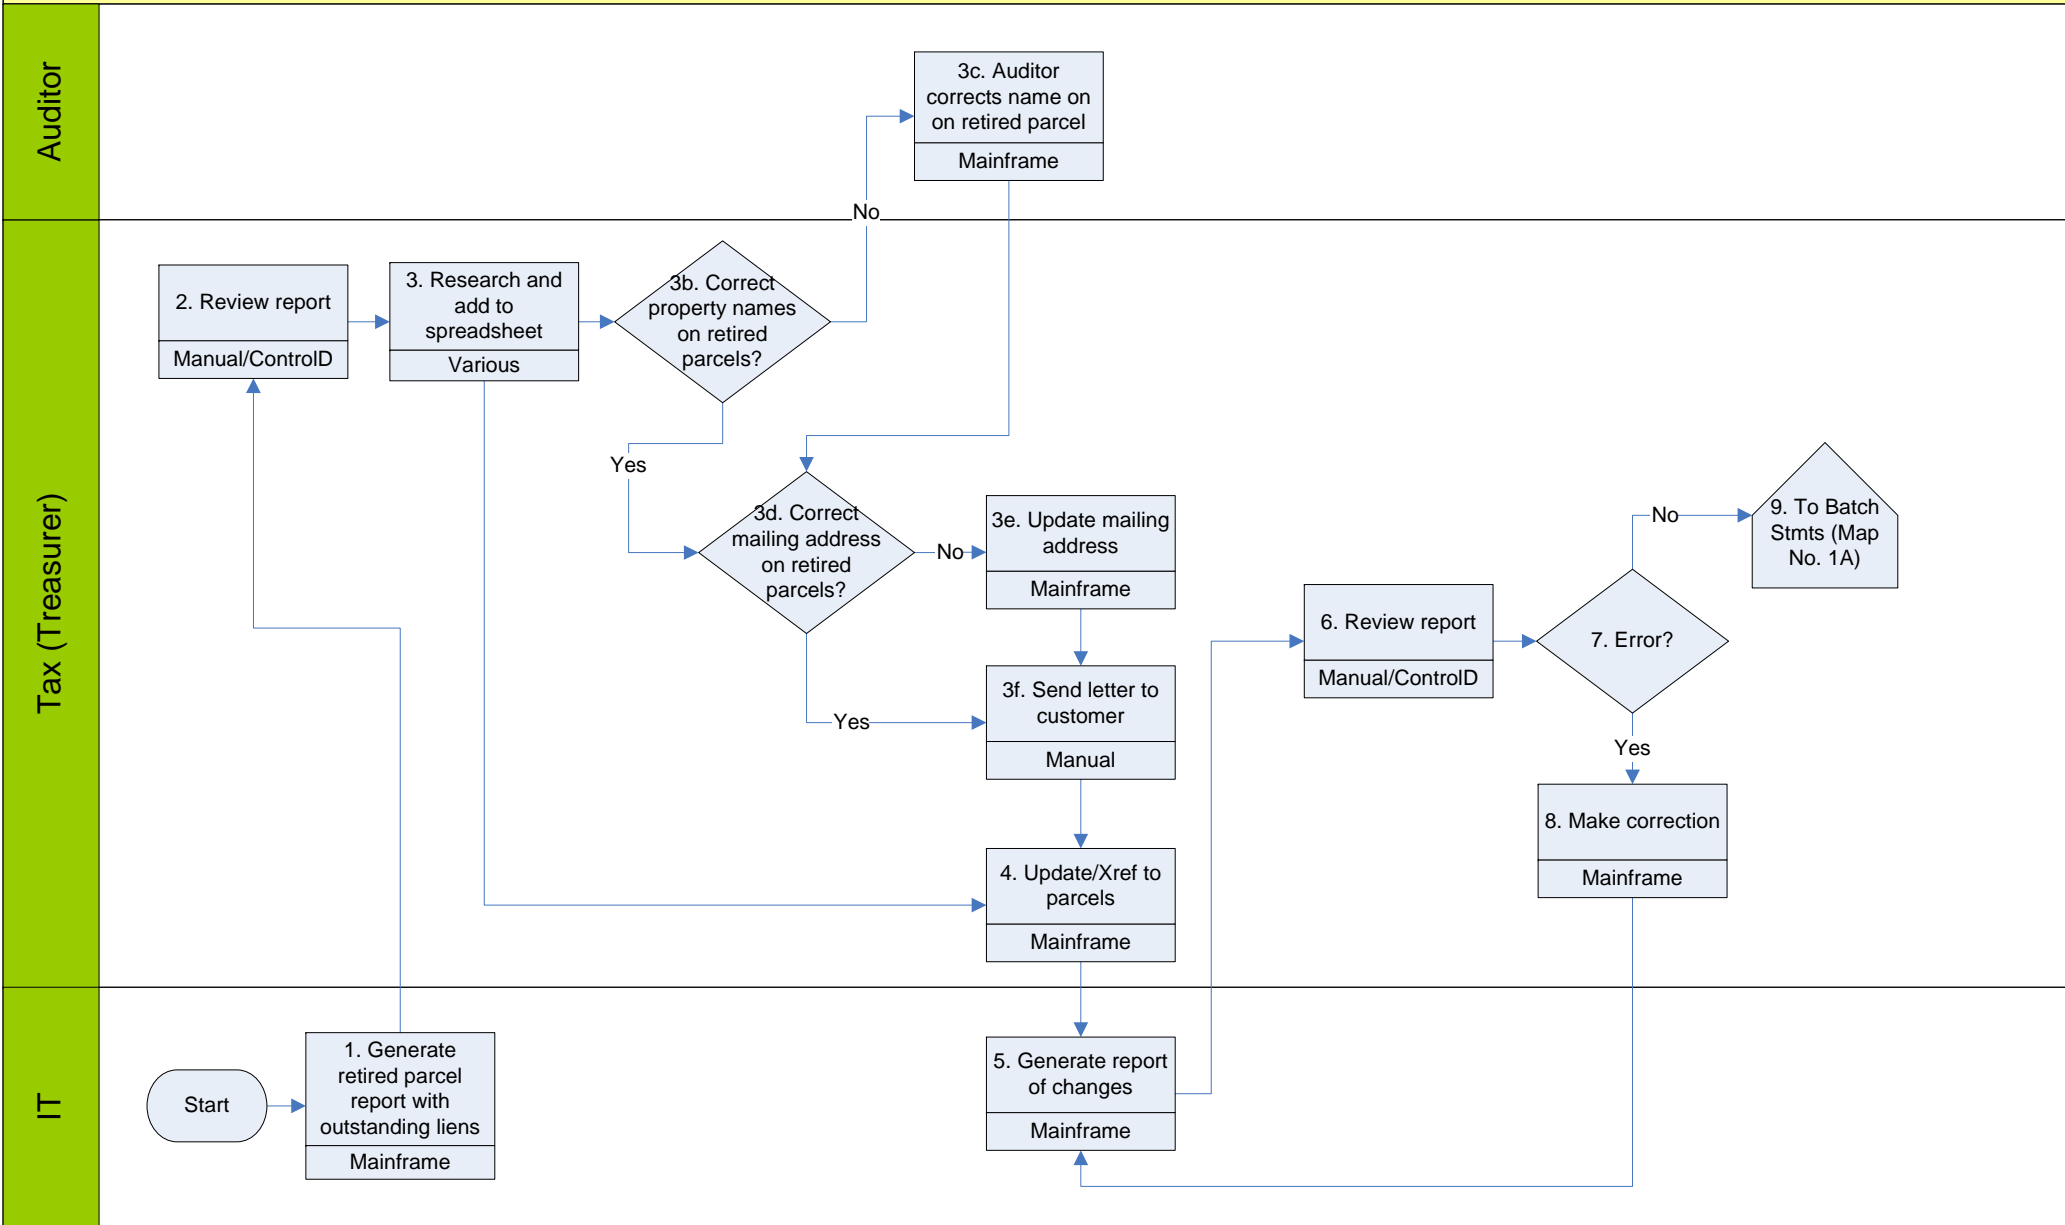 Auditor
3c. Auditor
corrects name on
on retired parcel
Mainframe
No
Tax (Treasurer)
2. Review report
Manual/ControlD
3. Research and
add to
spreadsheet
Various
3b. Correct
property names
on retired
parcels?
Yes
3d. Correct
mailing address
on retired
parcels?
No
3e. Update mailing
address
Mainframe
Yes
3f. Send letter to
customer
Manual
4. Update/Xref to
parcels
Mainframe
6. Review report
Manual/ControlD
7. Error?
No
9. To Batch
Stmts (Map
No. 1A)
Yes
8. Make correction
Mainframe
IT
Start
1. Generate
retired parcel
report with
outstanding liens
Mainframe
5. Generate report
of changes
Mainframe